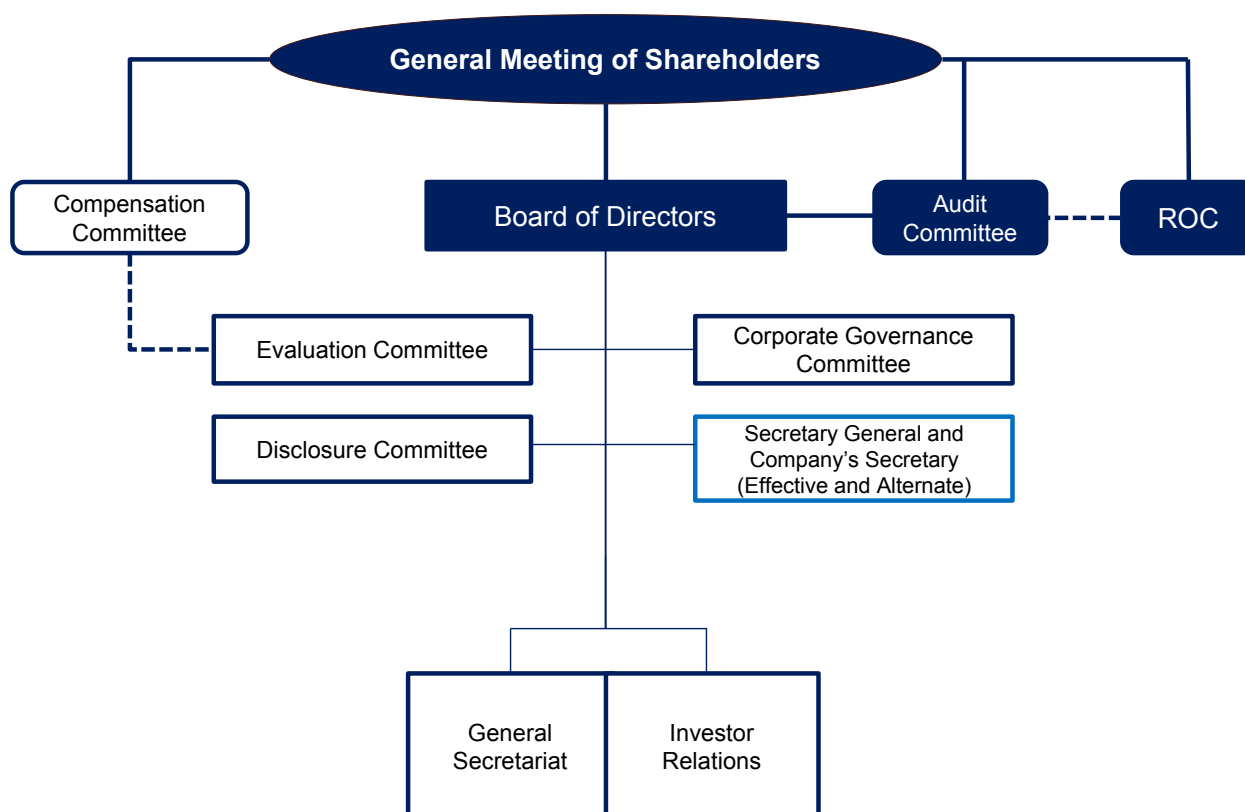 General Meeting of Shareholders
Compensation
Committee
Board of Directors
Audit
Committee
ROC
Evaluation Committee
Corporate Governance
Committee
Disclosure Committee
Secretary General and
Company’s Secretary
(Effective and Alternate)
General
Secretariat
Investor
Relations